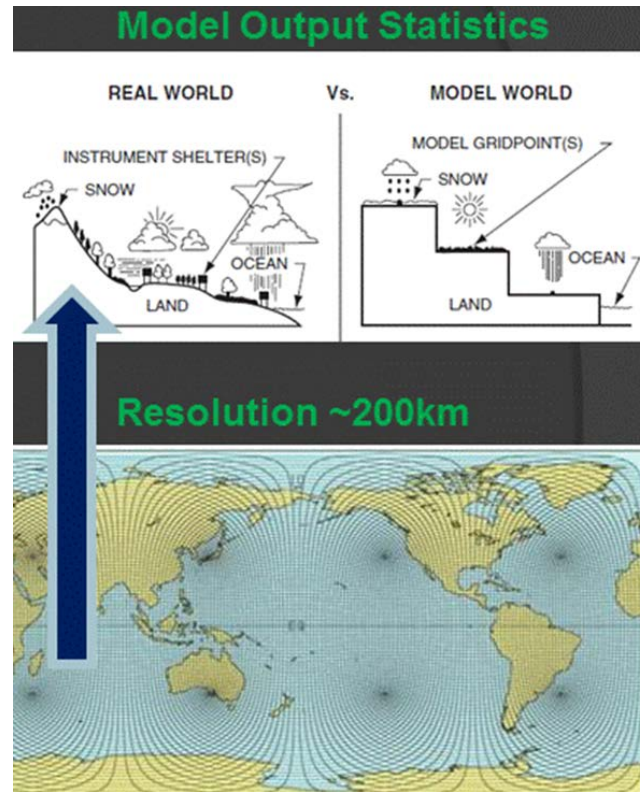 Model Output Statistics
REAL WORLD
Vs.
MODEL WORLD
INSTRUMENT SHELTER(S)
SNOW
OCEAN
LAND
MODEL GRIDPOINT(S)
SNOW
OCEAN
LAND
Resolution ~200km
EQ